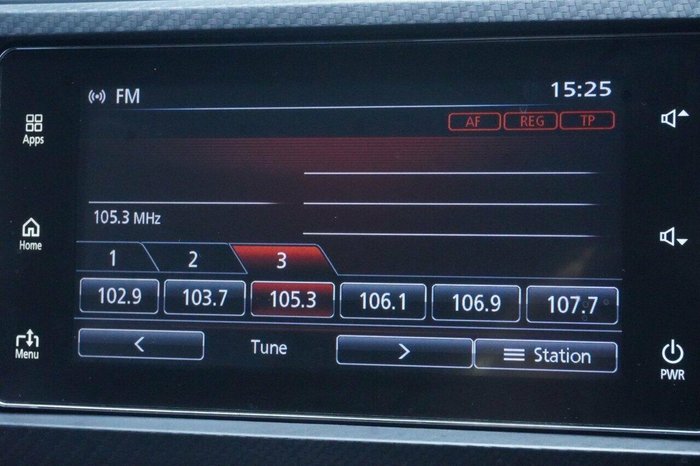 FM
15:25
AF REG TP
Apps
105.3 MHz
Home
1 2 3
102.9 103.7 105.3 106.1 106.9 107.7
Menu
< Tune > Station
PWR